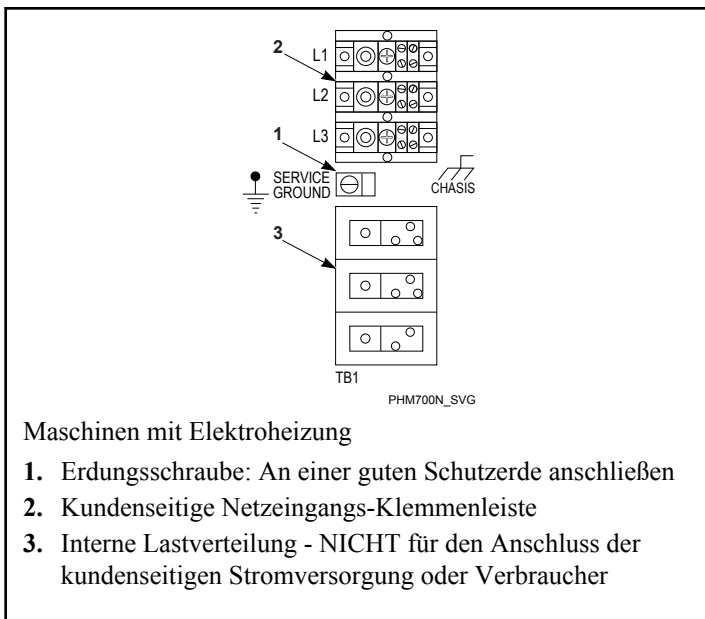 2
L1
L2
1
L3
SERVICE
GROUND
CHASIS
3
TB1
PHM700N_SVG
Maschinen mit Elektroheizung
1. Erdungsschraube: An einer guten Schutzerde anschließen
2. Kundenseitige Netzeingangs-Klemmenleiste
3. Interne Lastverteilung - NICHT für den Anschluss der
kundenseitigen Stromversorgung oder Verbraucher